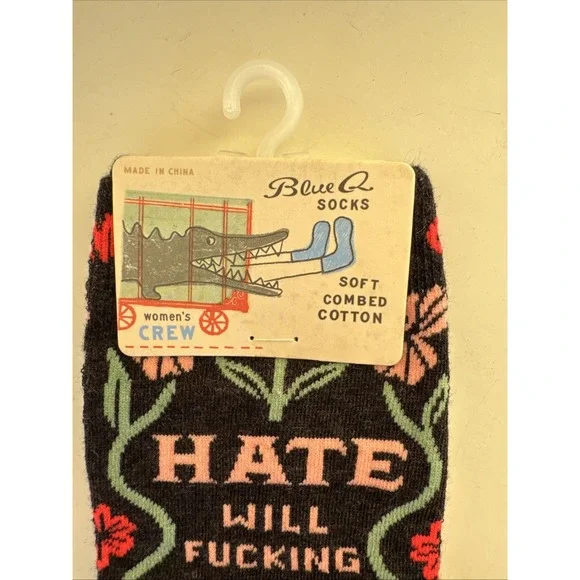 MADE IN CHINA
Blue Q
SOCKS
SOFT
COMBED
COTTON
women's
CREW
HATE
WILL
FUCKING